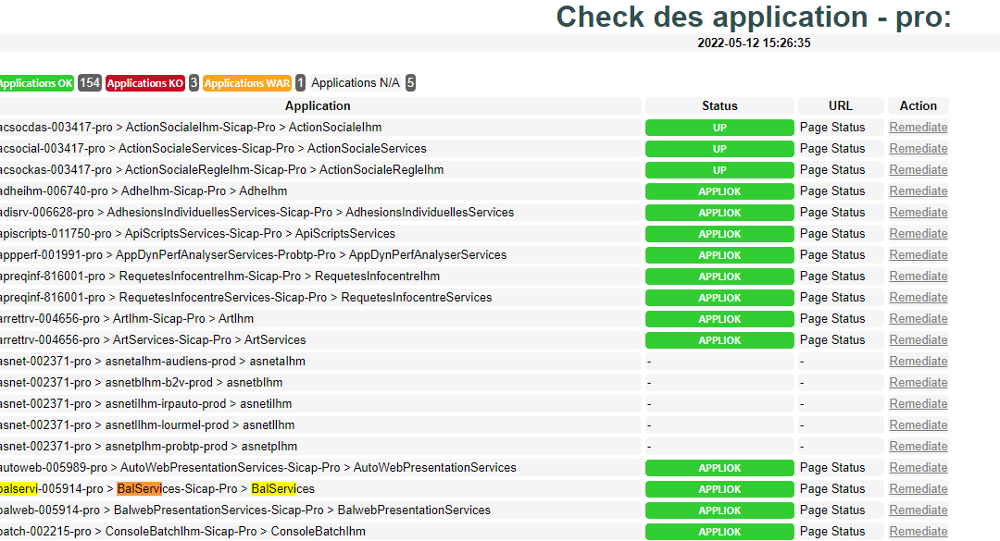 Check des application - pro:
2022-05-12 15:26:35
Applications OK 154 Applications KO 3 Applications WAR 1 Applications N/A 5
Application Status URL Action
acsocdas-003417-pro > ActionSocialeIhm-Sicap-Pro > ActionSocialeIhm UP Page Status Remediate
acsocial-003417-pro > ActionSocialeServices-Sicap-Pro > ActionSocialeServices UP Page Status Remediate
acsockas-003417-pro > ActionSocialeRegleIhm-Sicap-Pro > ActionSocialeRegleIhm UP Page Status Remediate
adheihm-006740-pro > AdheIhm-Sicap-Pro > AdheIhm APPLIOK Page Status Remediate
adisrv-006628-pro > AdhesionsIndividuellesServices-Sicap-Pro > AdhesionsIndividuellesServices APPLIOK Page Status Remediate
apiscripts-011750-pro > ApiScriptsServices-Sicap-Pro > ApiScriptsServices APPLIOK Page Status Remediate
appperf-001991-pro > AppDynPerfAnalyserServices-Probtp-Pro > AppDynPerfAnalyserServices APPLIOK Page Status Remediate
apreqinf-816001-pro > RequetesInfocentreIhm-Sicap-Pro > RequetesInfocentreIhm APPLIOK Page Status Remediate
apreqinf-816001-pro > RequetesInfocentreServices-Sicap-Pro > RequetesInfocentreServices APPLIOK Page Status Remediate
arrettrv-004656-pro > ArtIhm-Sicap-Pro > ArtIhm APPLIOK Page Status Remediate
arrettrv-004656-pro > ArtServices-Sicap-Pro > ArtServices APPLIOK Page Status Remediate
asnet-002371-pro > asnetaIhm-audiens-prod > asnetaIhm - - Remediate
asnet-002371-pro > asnetbIhm-b2v-prod > asnetbIhm - - Remediate
asnet-002371-pro > asnetiIhm-irpauto-prod > asnetiIhm - - Remediate
asnet-002371-pro > asnetlIhm-lourmel-prod > asnetlIhm - - Remediate
asnet-002371-pro > asnetpIhm-probtp-prod > asnetpIhm - - Remediate
autoweb-005989-pro > AutoWebPresentationServices-Sicap-Pro > AutoWebPresentationServices APPLIOK Page Status Remediate
balservi-005914-pro > BalServices-Sicap-Pro > BalServices APPLIOK Page Status Remediate
balweb-005914-pro > BalwebPresentationServices-Sicap-Pro > BalwebPresentationServices APPLIOK Page Status Remediate
batch-002215-pro > ConsoleBatchIhm-Sicap-Pro > ConsoleBatchIhm APPLIOK Page Status Remediate